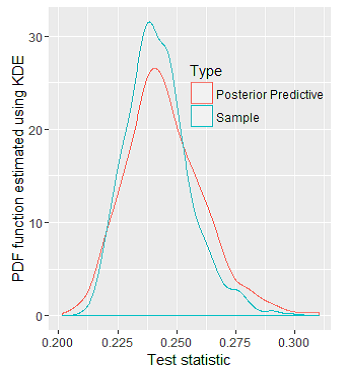 PDF function estimated using KDE
30
20
10
0
Type
Posterior Predictive
Sample
0.200 0.225 0.250 0.275 0.300
Test statistic